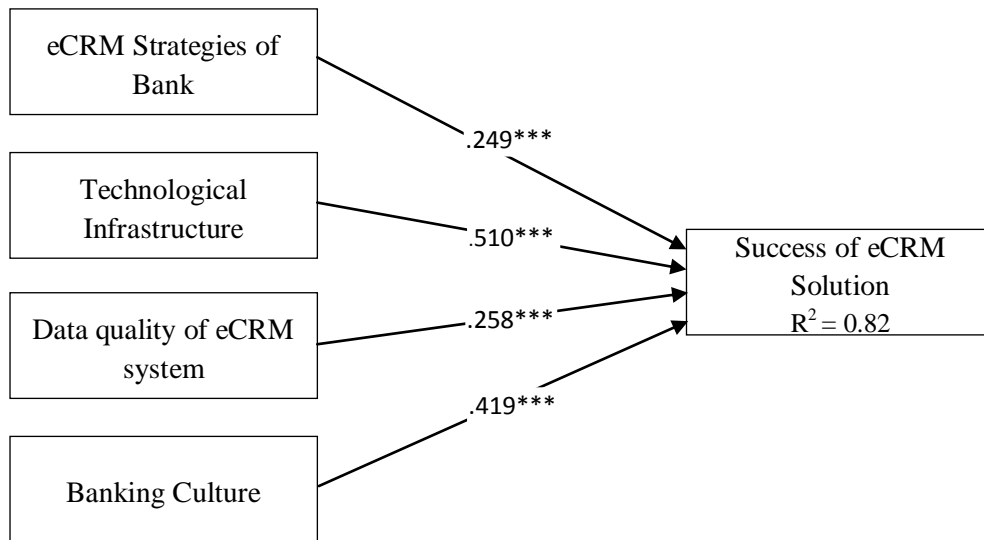 eCRM Strategies of
Bank
.249***
Technological
Infrastructure
.510***
Success of eCRM
Solution
R² = 0.82
Data quality of eCRM
system
.258***
.419***
Banking Culture